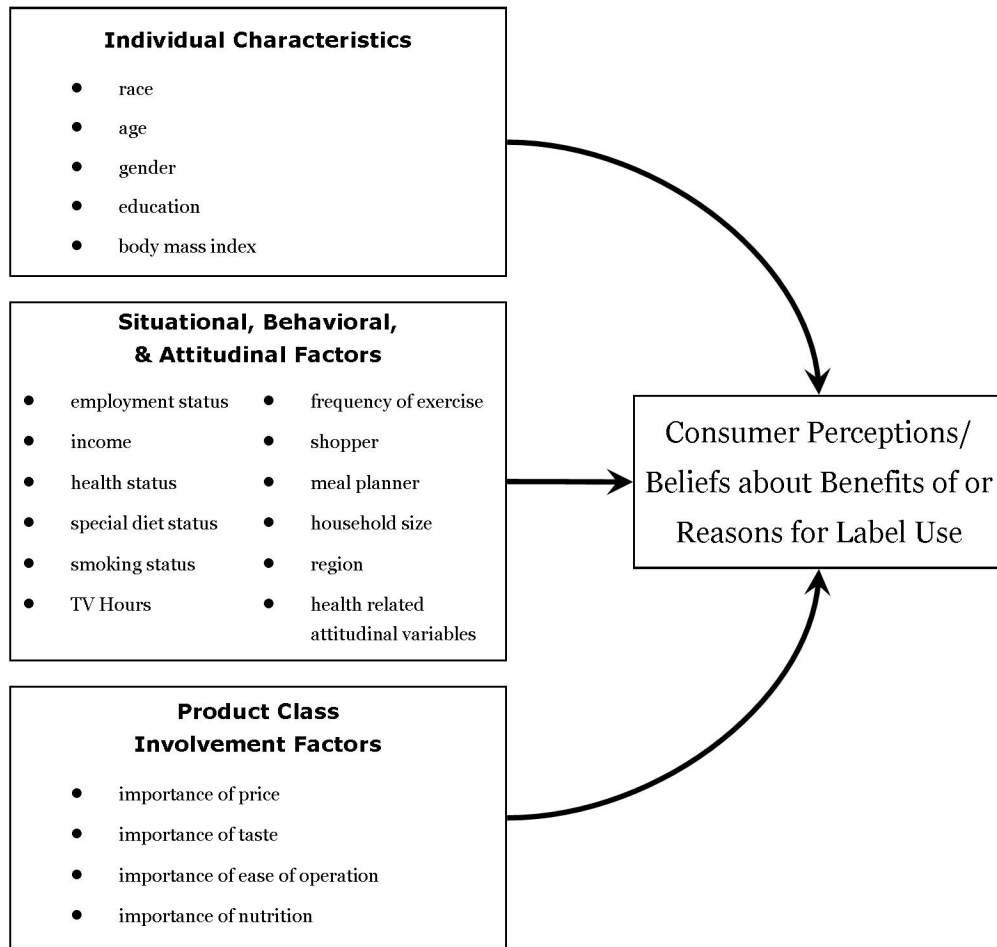 Individual Characteristics
race
age
gender
education
body mass index
Situational, Behavioral,
& Attitudinal Factors
employment status
income
health status
special diet status
smoking status
TV Hours
frequency of exercise
shopper
meal planner
household size
region
health related
attitudinal variables
Product Class
Involvement Factors
importance of price
importance of taste
importance of ease of operation
importance of nutrition
Consumer Perceptions/
Beliefs about Benefits of or
Reasons for Label Use